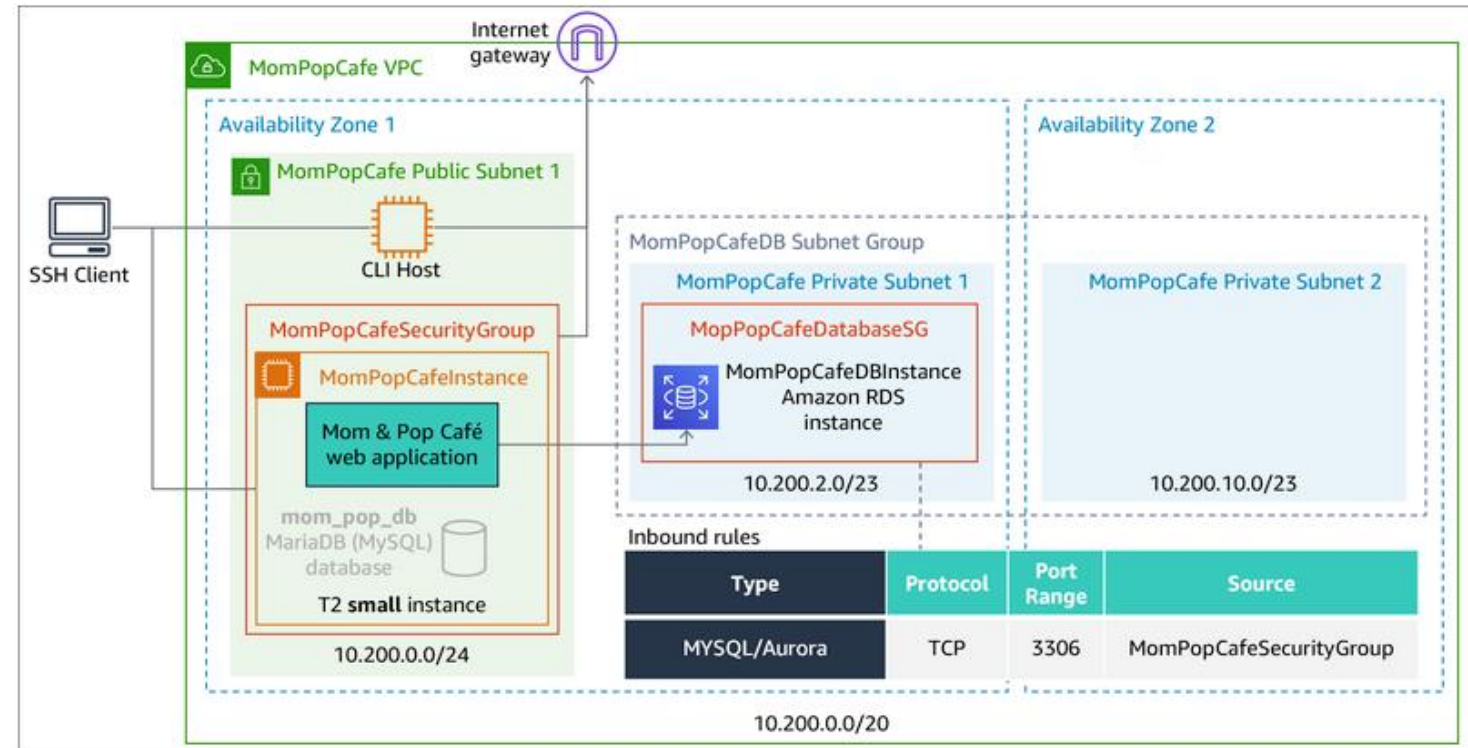 Internet
gateway
MomPopCafe VPC
Availability Zone 1
Availability Zone 2
MomPopCafe Public Subnet 1
SSH Client
CLI Host
MomPopCafeDB Subnet Group
MomPopCafe Private Subnet 1
MomPopCafe Private Subnet 2
MomPopCafeSecurityGroup
MopPopCafeDatabaseSG
MomPopCafeInstance
MomPopCafeDBInstance
Amazon RDS
instance
Mom & Pop Café
web application
10.200.2.0/23
10.200.10.0/23
mom_pop_db
MariaDB (MySQL)
database
T2 small instance
10.200.0.0/24
Inbound rules
Type Protocol Port Range Source
MYSQL/Aurora TCP 3306 MomPopCafeSecurityGroup
10.200.0.0/20